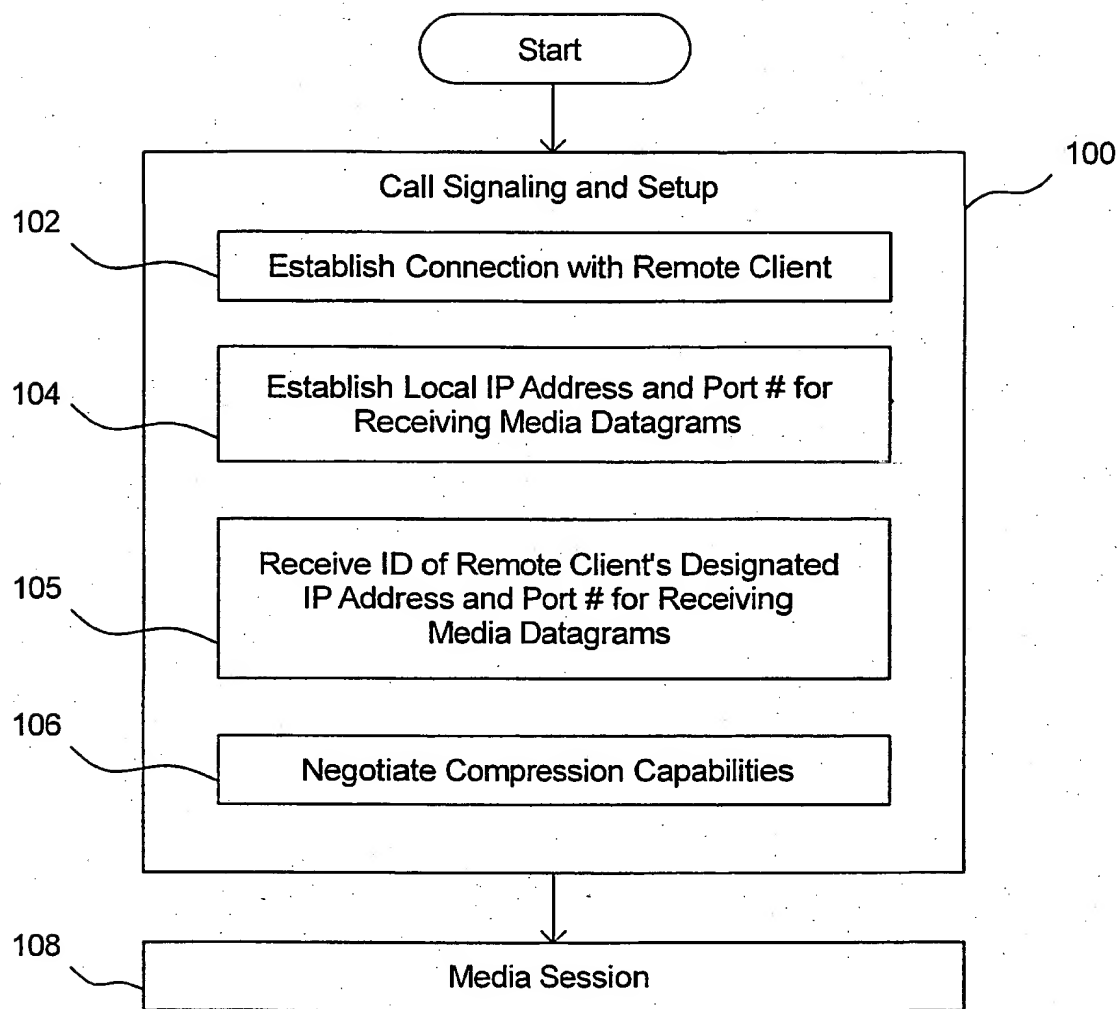 Start
100
Call Signaling and Setup
102
Establish Connection with Remote Client
104
Establish Local IP Address and Port # for
Receiving Media Datagrams
105
Receive ID of Remote Client's Designated
IP Address and Port # for Receiving
Media Datagrams
106
Negotiate Compression Capabilities
108
Media Session